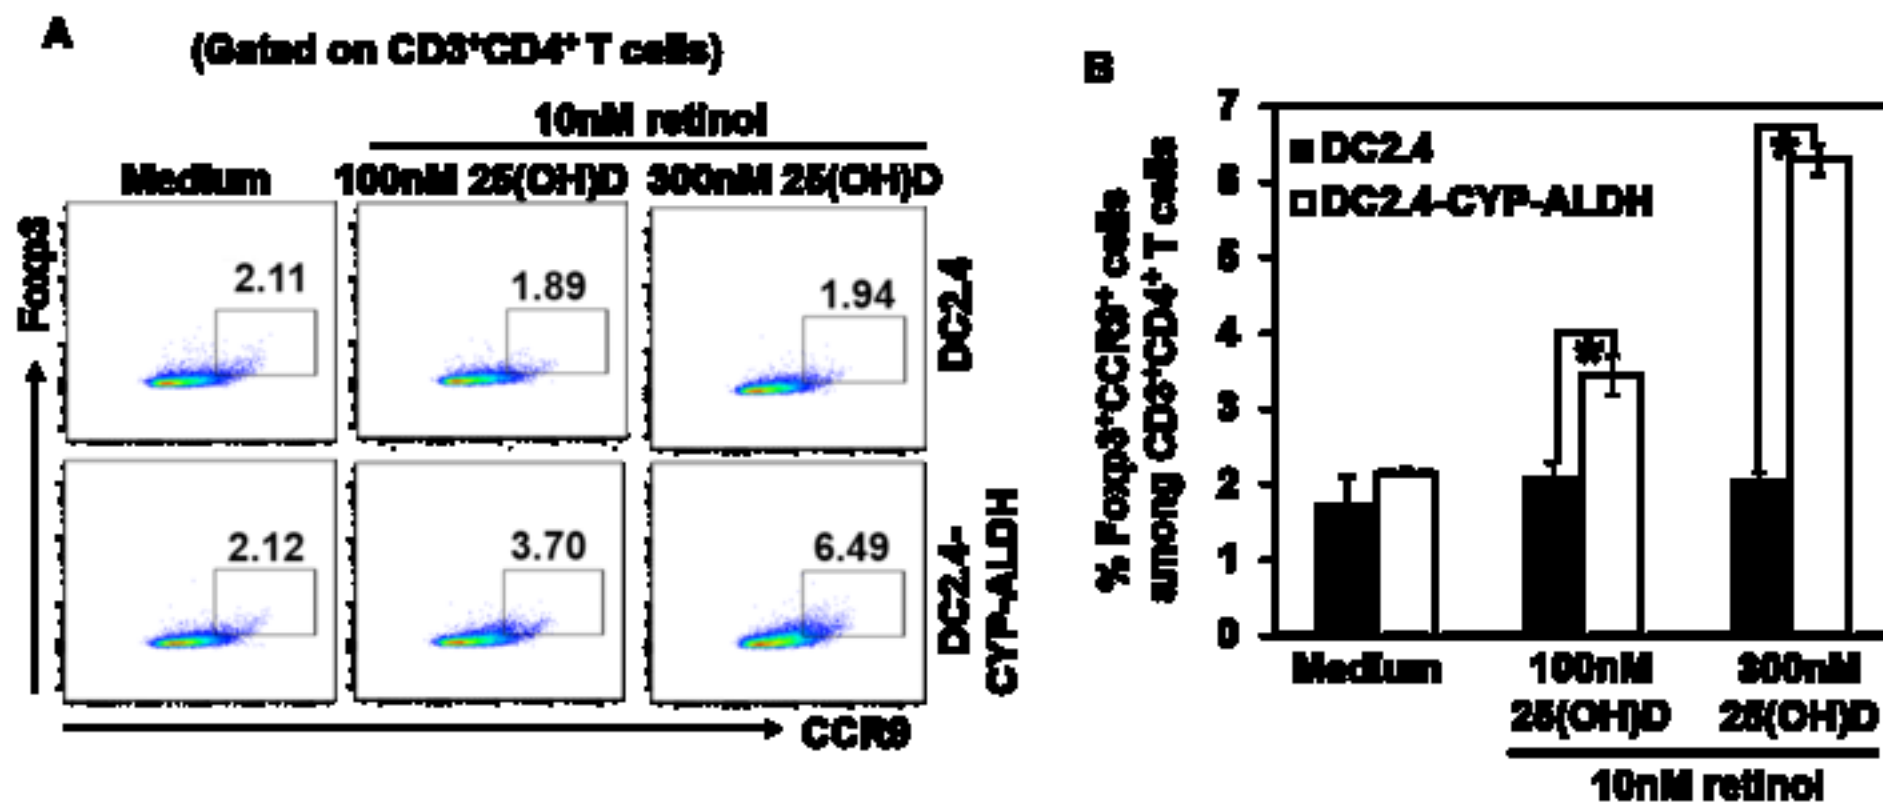 A
(Gated on CD3⁺CD4⁺ T cells)
10nM retinol
Medium
100nM 25(OH)D
300nM 25(OH)D
Foxp3
2.11
1.89
1.94
DC2.4
2.12
3.70
6.49
DC2.4-
CYP-ALDH
CCR9
B
% Foxp3⁺CCR9⁺ cells
among CD3⁺CD4⁺ T cells
7
6
5
4
3
2
1
0
DC2.4
DC2.4-CYP-ALDH
*
*
Medium
100nM
25(OH)D
300nM
25(OH)D
10nM retinol